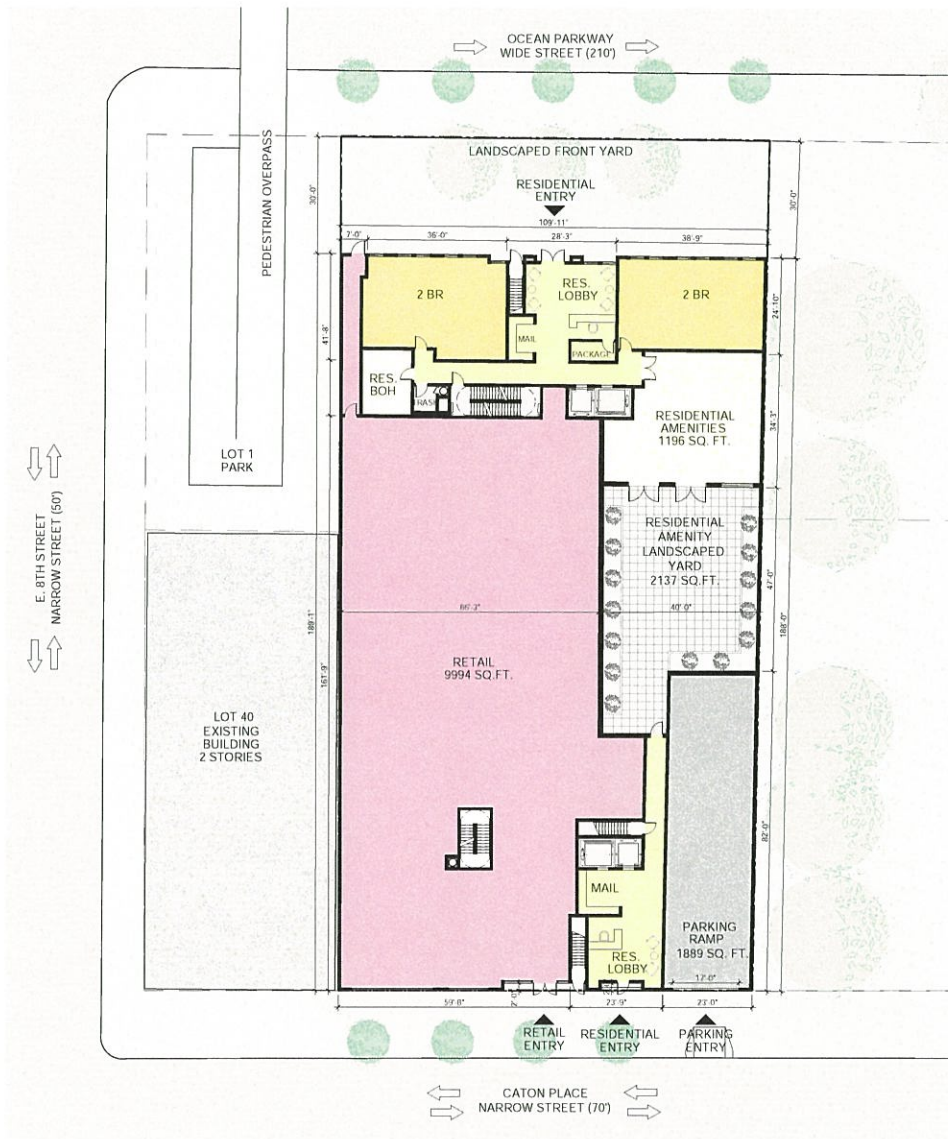 OCEAN PARKWAY
WIDE STREET (210')
PEDESTRIAN OVERPASS
LANDSCAPED FRONT YARD
30'-0"
30'-0"
RESIDENTIAL
ENTRY
109'-11"
7'-0"
36'-0"
28'-3"
38'-9"
2 BR
RES.
LOBBY
2 BR
24'-10"
MAIL
PACKAGE
41'-8"
RES.
BOH
RESIDENTIAL
AMENITIES
1196 SQ. FT.
34'-3"
LOT 1
PARK
E. 8TH STREET
NARROW STREET (50')
RESIDENTIAL
AMENITY
LANDSCAPED
YARD
2137 SQ.FT.
47'-0"
40'-0"
188'-0"
189'-1"
161'-9"
RETAIL
9994 SQ.FT.
LOT 40
EXISTING
BUILDING
2 STORIES
82'-0"
MAIL
PARKING
RAMP
1889 SQ. FT.
RES.
LOBBY
17'-0"
23'-9"
23'-0"
RETAIL
ENTRY
RESIDENTIAL
ENTRY
PARKING
ENTRY
CATON PLACE
NARROW STREET (70')